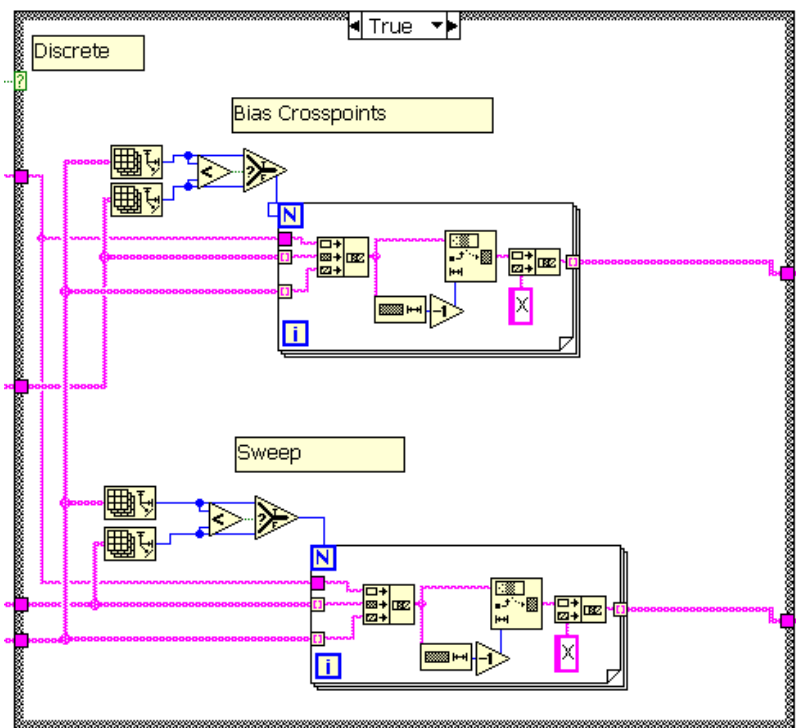 True
Discrete
?
Bias Crosspoints
<
?
T
F
N
-1
i
Sweep
<
?
T
F
N
-1
i